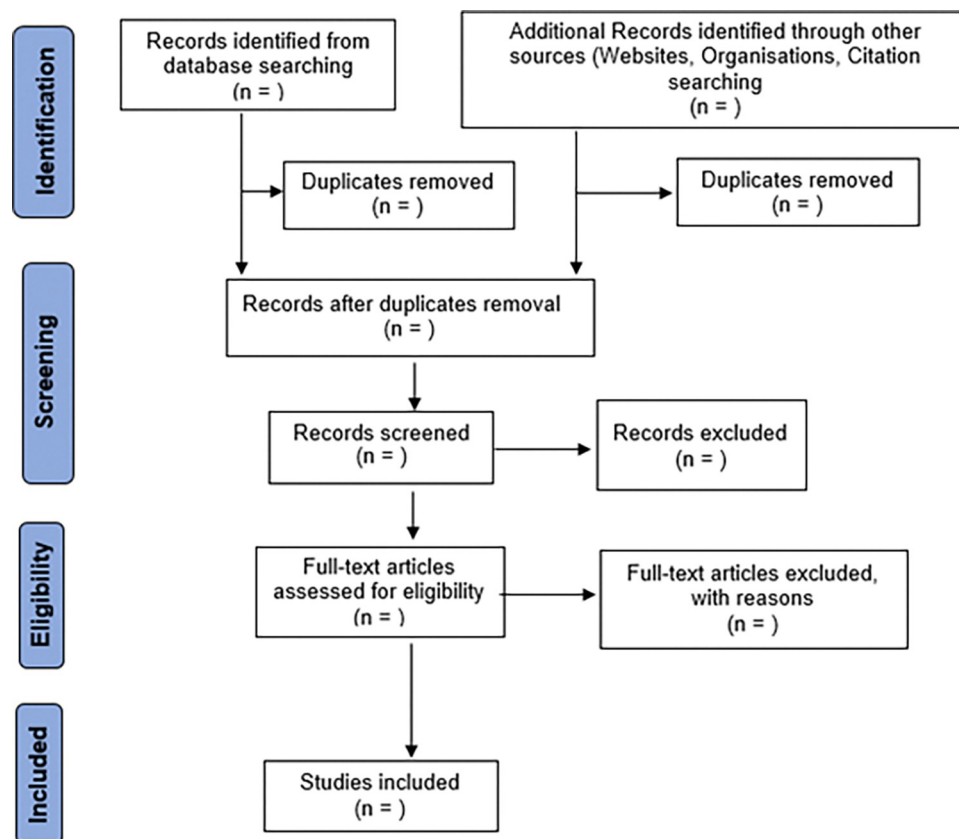 Identification
Records identified from
database searching
(n = )
Additional Records identified through other
sources (Websites, Organisations, Citation
searching
(n = )
Duplicates removed
(n = )
Duplicates removed
(n = )
Screening
Records after duplicates removal
(n = )
Records screened
(n = )
Records excluded
(n = )
Eligibility
Full-text articles
assessed for eligibility
(n = )
Full-text articles excluded,
with reasons
(n = )
Included
Studies included
(n = )